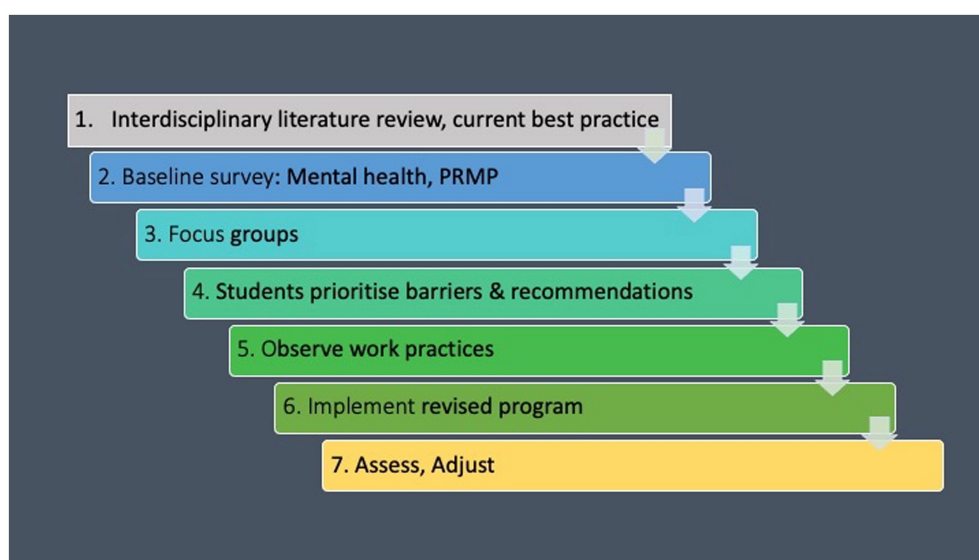 1. Interdisciplinary literature review, current best practice
2. Baseline survey: Mental health, PRMP
3. Focus groups
4. Students prioritise barriers & recommendations
5. Observe work practices
6. Implement revised program
7. Assess, Adjust